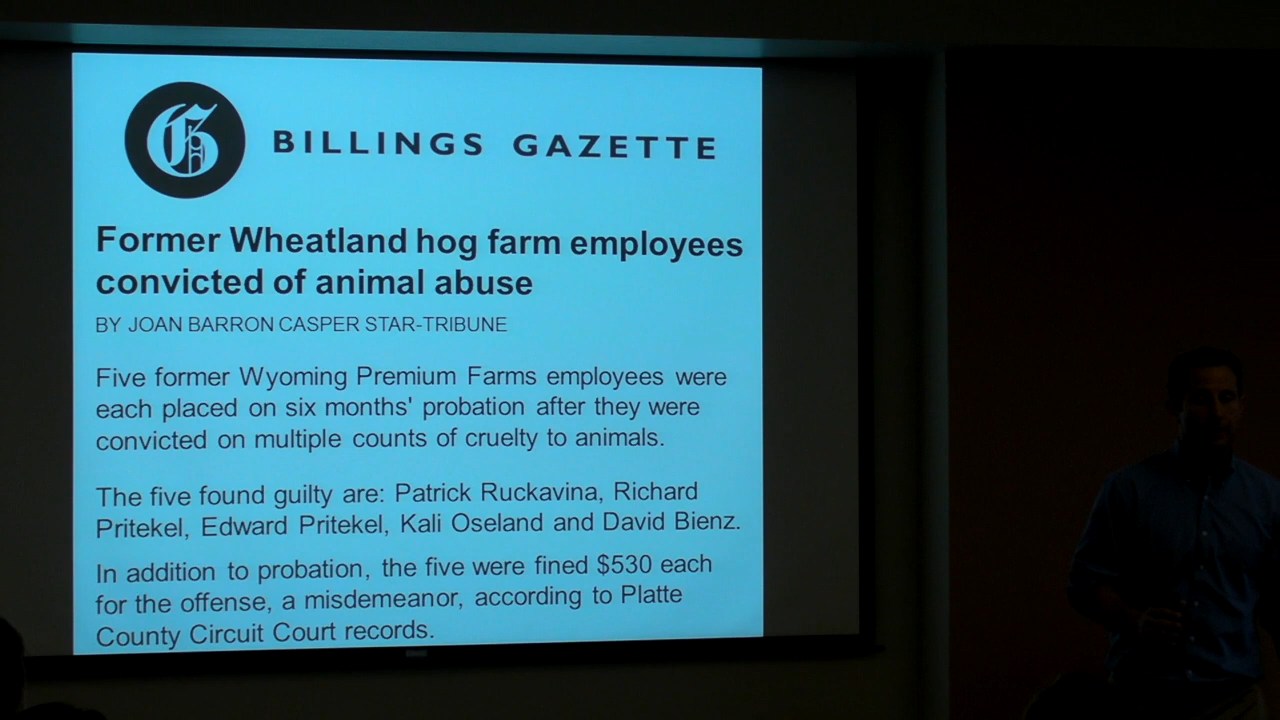 G
BILLINGS GAZETTE
Former Wheatland hog farm employees
convicted of animal abuse
BY JOAN BARRON CASPER STAR-TRIBUNE
Five former Wyoming Premium Farms employees were
each placed on six months' probation after they were
convicted on multiple counts of cruelty to animals.
The five found guilty are: Patrick Ruckavina, Richard
Pritekel, Edward Pritekel, Kali Oseland and David Bienz.
In addition to probation, the five were fined $530 each
for the offense, a misdemeanor, according to Platte
County Circuit Court records.